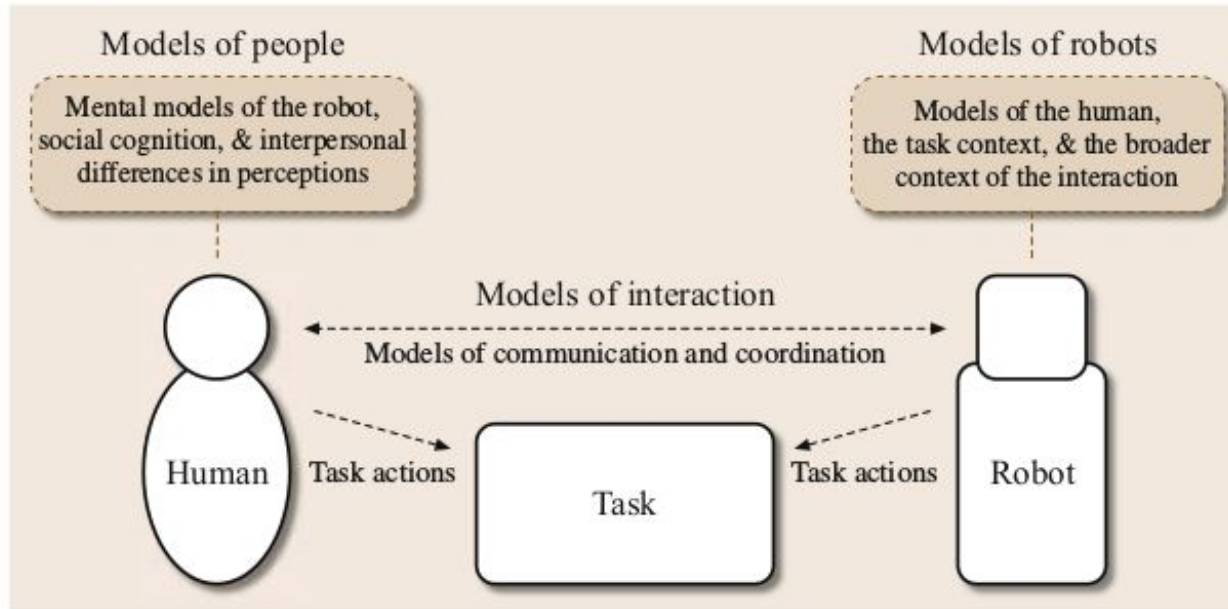 Models of people
Models of robots
Mental models of the robot,
social cognition, & interpersonal
differences in perceptions
Models of the human,
the task context, & the broader
context of the interaction
Models of interaction
Models of communication and coordination
Human
Task actions
Task
Task actions
Robot